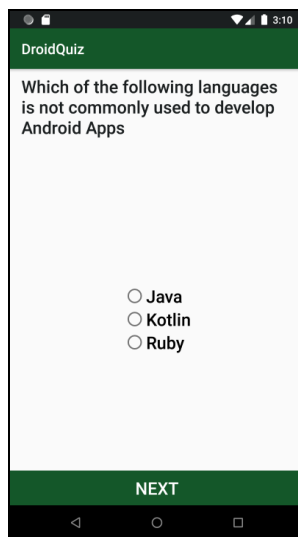 3:10
DroidQuiz
Which of the following languages
is not commonly used to develop
Android Apps
Java
Kotlin
Ruby
NEXT